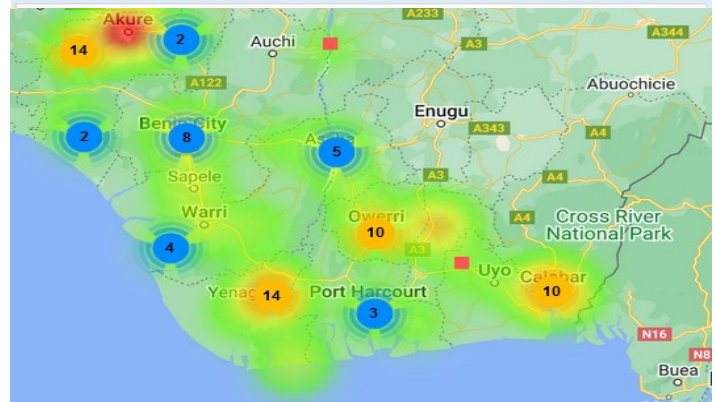 A233
Akure
2
A344
14
Auchi
A3
A122
Abuochicie
Enugu
Benin City
A343
A4
2
8
5
Sapele
A3
A4
Warri
Owerri
10
A4
Cross River
National Park
4
A3
Uyo
Calabar
10
14
Port Harcourt
3
N16
N8
Buea